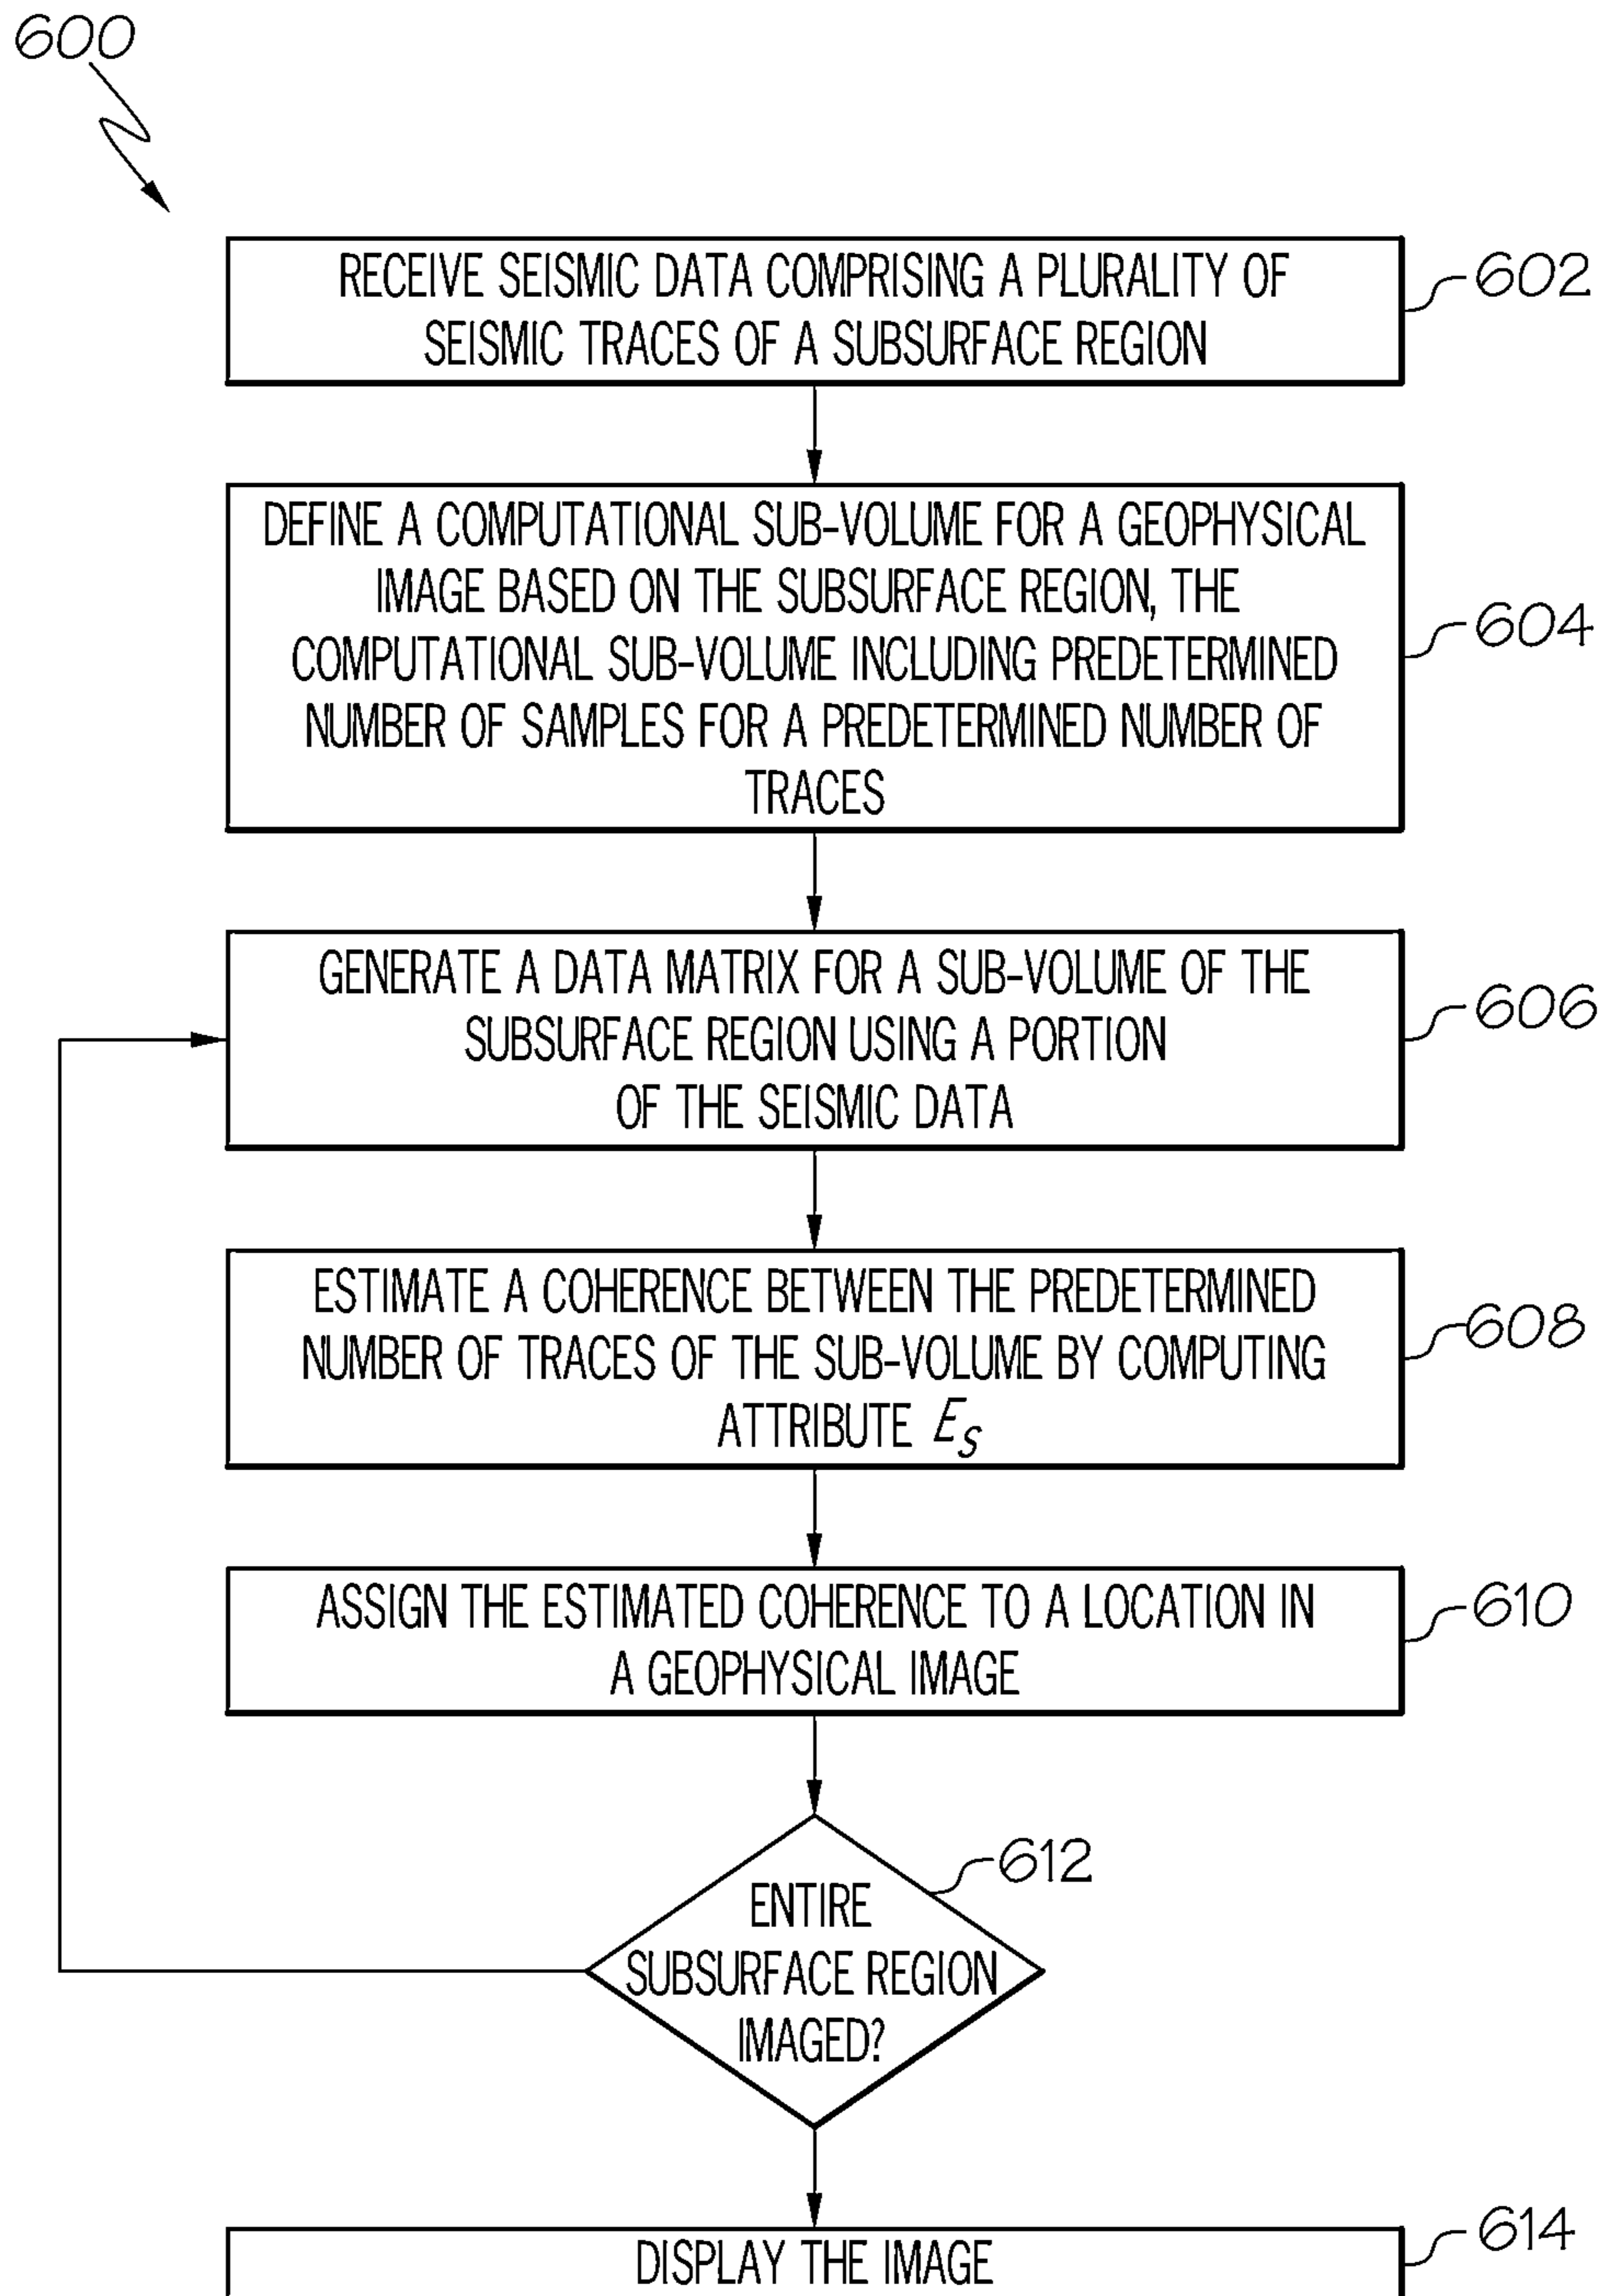 600
RECEIVE SEISMIC DATA COMPRISING A PLURALITY OF
SEISMIC TRACES OF A SUBSURFACE REGION
602
DEFINE A COMPUTATIONAL SUB-VOLUME FOR A GEOPHYSICAL
IMAGE BASED ON THE SUBSURFACE REGION, THE
COMPUTATIONAL SUB-VOLUME INCLUDING PREDETERMINED
NUMBER OF SAMPLES FOR A PREDETERMINED NUMBER OF
TRACES
604
GENERATE A DATA MATRIX FOR A SUB-VOLUME OF THE
SUBSURFACE REGION USING A PORTION
OF THE SEISMIC DATA
606
ESTIMATE A COHERENCE BETWEEN THE PREDETERMINED
NUMBER OF TRACES OF THE SUB-VOLUME BY COMPUTING
ATTRIBUTE E_S
608
ASSIGN THE ESTIMATED COHERENCE TO A LOCATION IN
A GEOPHYSICAL IMAGE
610
612
ENTIRE
SUBSURFACE REGION
IMAGED?
DISPLAY THE IMAGE
614